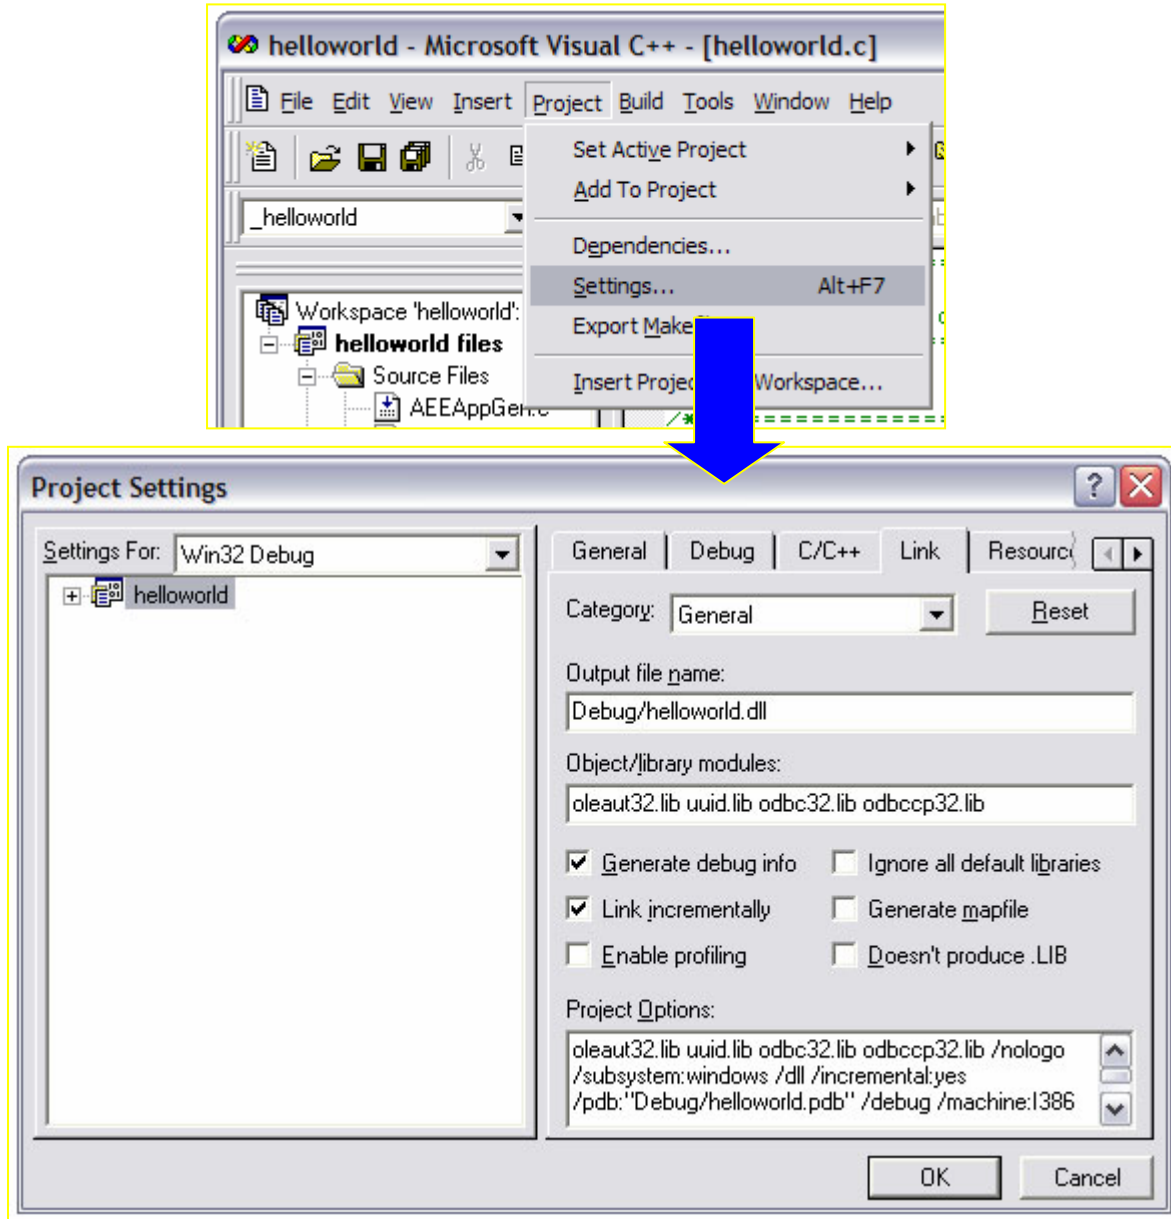 helloworld - Microsoft Visual C++ - [helloworld.c]
File Edit View Insert Project Build Tools Window Help
Set Active Project
Add To Project
_helloworld
Dependencies...
Settings... Alt+F7
Workspace 'helloworld':
Export
helloworld files
Source Files
Insert Workspace...
Project Settings
Settings For: Win32 Debug
General Debug C/C++ Link
helloworld
Category: General Reset
Output file name:
Debug/helloworld.dll
Object/library modules:
oleaut32.lib uuid.lib odbc32.lib odbccp32.lib
Generate debug info Ignore all default libraries
Link incrementally Generate mapfile
Enable profiling Doesn't produce .LIB
Project Options:
oleaut32.lib uuid.lib odbc32.lib odbccp32.lib /nologo
/subsystem:windows /dll /incremental:yes
/pdb:"Debug/helloworld.pdb" /debug /machine:I386
OK Cancel